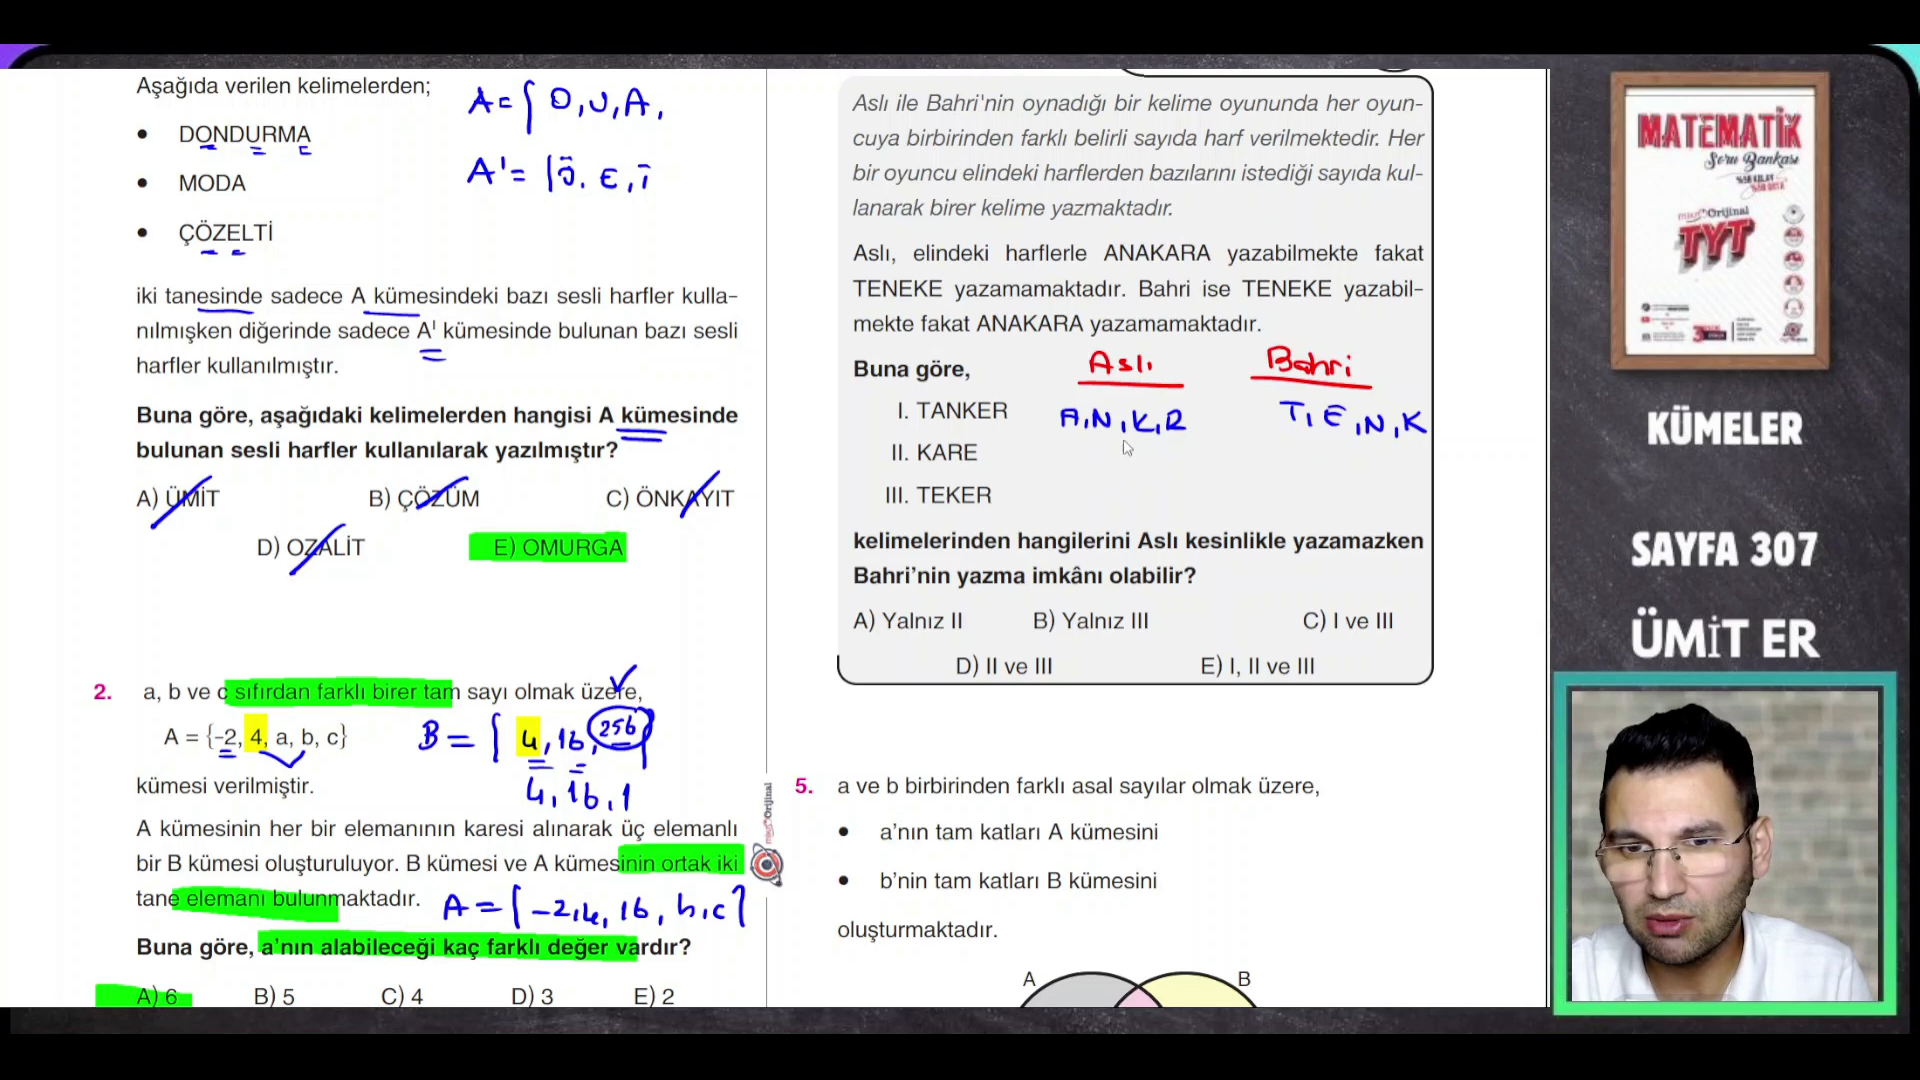 Aşağıda verilen kelimelerden;
A = { O, U, A,
• DONDURMA
A' = { Ö, E, İ
• MODA
• ÇÖZELTİ
iki tanesinde sadece A kümesindeki bazı sesli harfler kulla-
nılmışken diğerinde sadece A' kümesinde bulunan bazı sesli
harfler kullanılmıştır.
Buna göre, aşağıdaki kelimelerden hangisi A kümesinde
bulunan sesli harfler kullanılarak yazılmıştır?
A) ÜMİT B) ÇÖZÜM C) ÖNKAYIT
D) OZALİT E) OMURGA
2. a, b ve c sıfırdan farklı birer tam sayı olmak üzere,
A = {-2, 4, a, b, c}
B = { 4, 16, 256 }
4, 16, 1
kümesi verilmiştir.
A kümesinin her bir elemanının karesi alınarak üç elemanlı
bir B kümesi oluşturuluyor. B kümesi ve A kümesinin ortak iki
tane elemanı bulunmaktadır.
A = { -2, 4, 16, b, c }
Buna göre, a'nın alabileceği kaç farklı değer vardır?
A) 6 B) 5 C) 4 D) 3 E) 2
Orijinal
Aslı ile Bahri'nin oynadığı bir kelime oyununda her oyun-
cuya birbirinden farklı belirli sayıda harf verilmektedir. Her
bir oyuncu elindeki harflerden bazılarını istediği sayıda kul-
lanarak birer kelime yazmaktadır.
Aslı, elindeki harflerle ANAKARA yazabilmekte fakat
TENEKE yazamamaktadır. Bahri ise TENEKE yazabil-
mekte fakat ANAKARA yazamamaktadır.
Buna göre,
Aslı Bahri
I. TANKER
A, N, K, R T, E, N, K
II. KARE
III. TEKER
kelimelerinden hangilerini Aslı kesinlikle yazamazken
Bahri'nin yazma imkânı olabilir?
A) Yalnız II B) Yalnız III C) I ve III
D) II ve III E) I, II ve III
5. a ve b birbirinden farklı asal sayılar olmak üzere,
• a'nın tam katları A kümesini
• b'nin tam katları B kümesini
oluşturmaktadır.
A B
MATEMATİK
Soru Bankası
Orijinal
TYT
KÜMELER
SAYFA 307
ÜMİT ER